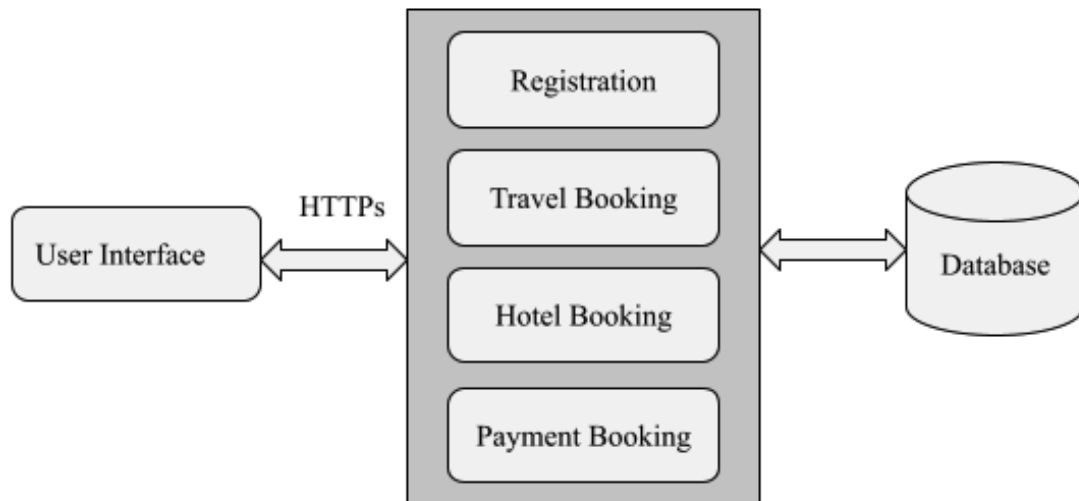 Registration
Travel Booking
HTTPs
User Interface
Database
Hotel Booking
Payment Booking